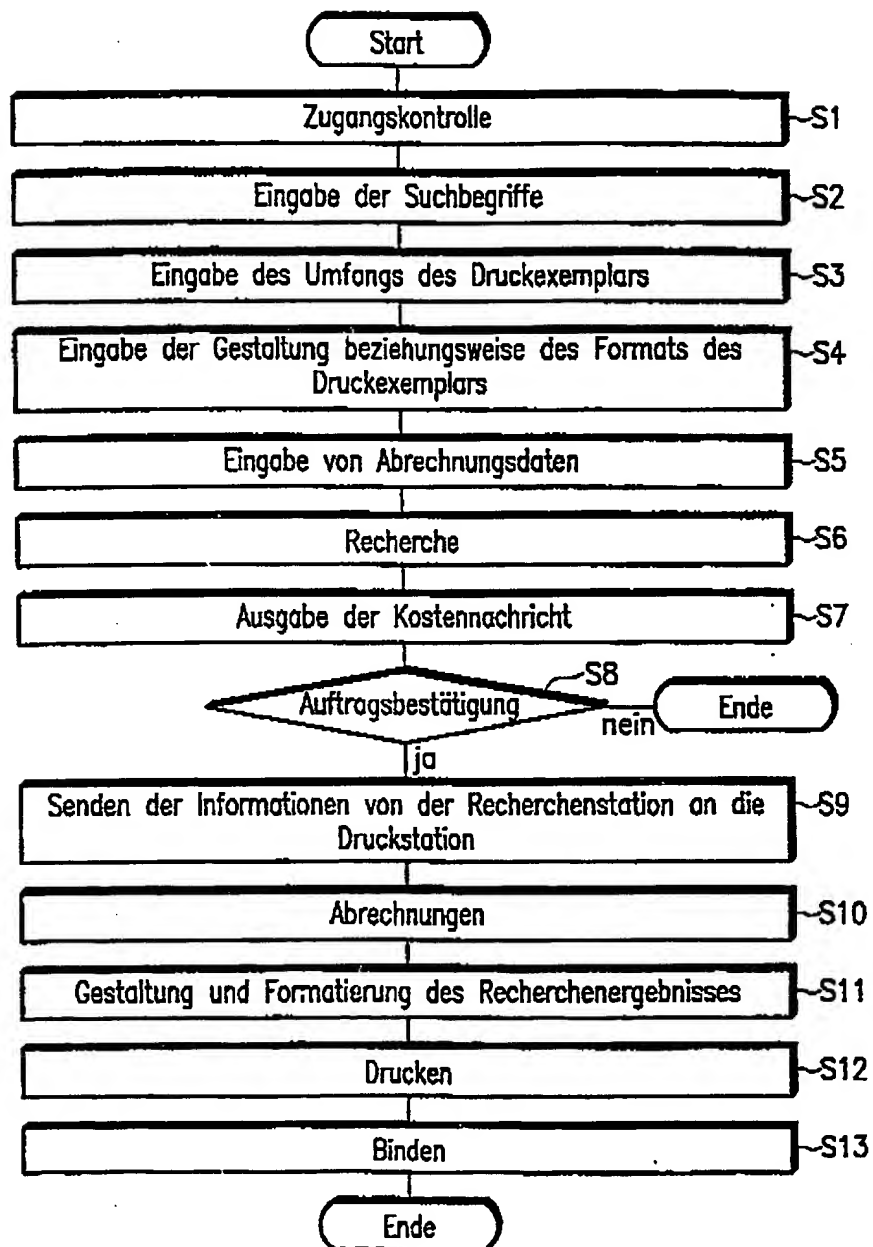 Start
Zugangskontrolle
S1
Eingabe der Suchbegriffe
S2
Eingabe des Umfangs des Druckexemplars
S3
Eingabe der Gestaltung beziehungsweise des Formats des
Druckexemplars
S4
Eingabe von Abrechnungsdaten
S5
Recherche
S6
Ausgabe der Kostennachricht
S7
S8
Auftragsbestätigung
nein
Ende
ja
Senden der Informationen von der Recherchenstation an die
Druckstation
S9
Abrechnungen
S10
Gestaltung und Formatierung des Recherchenergebnisses
S11
Drucken
S12
Binden
S13
Ende